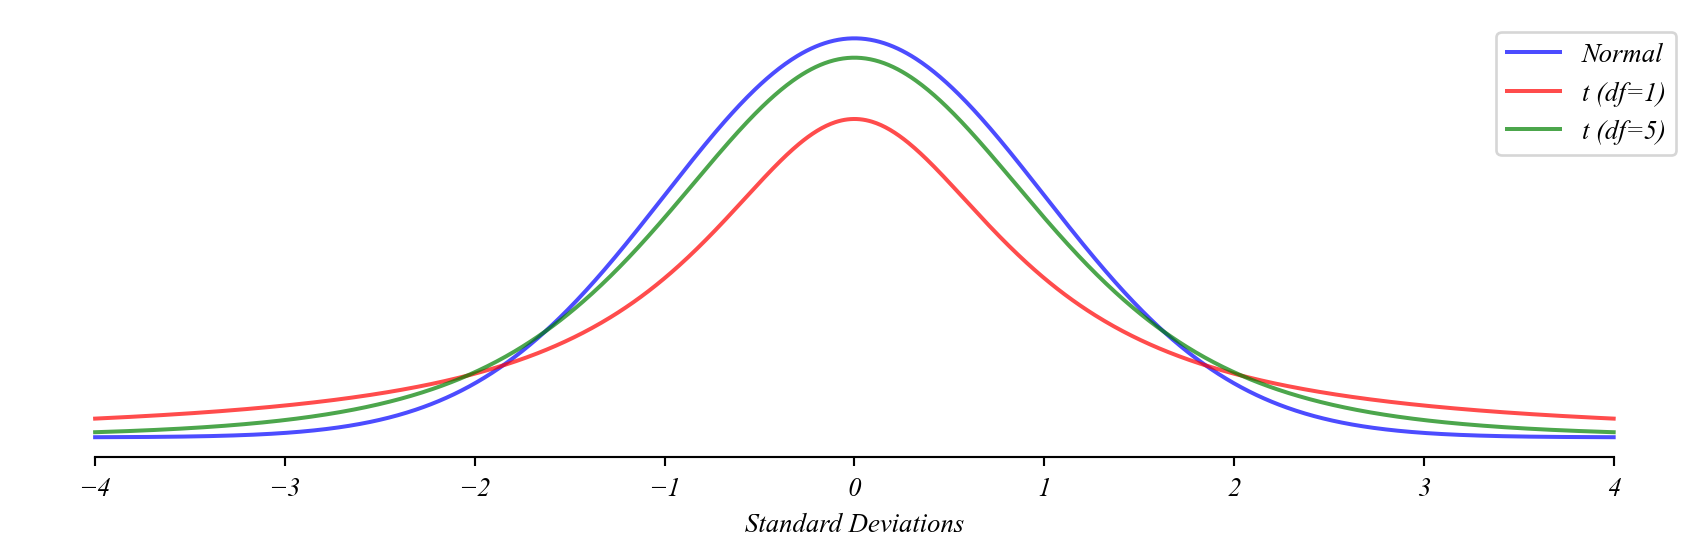 Normal
t (df=1)
t (df=5)
−4 −3 −2 −1 0 1 2 3 4
Standard Deviations